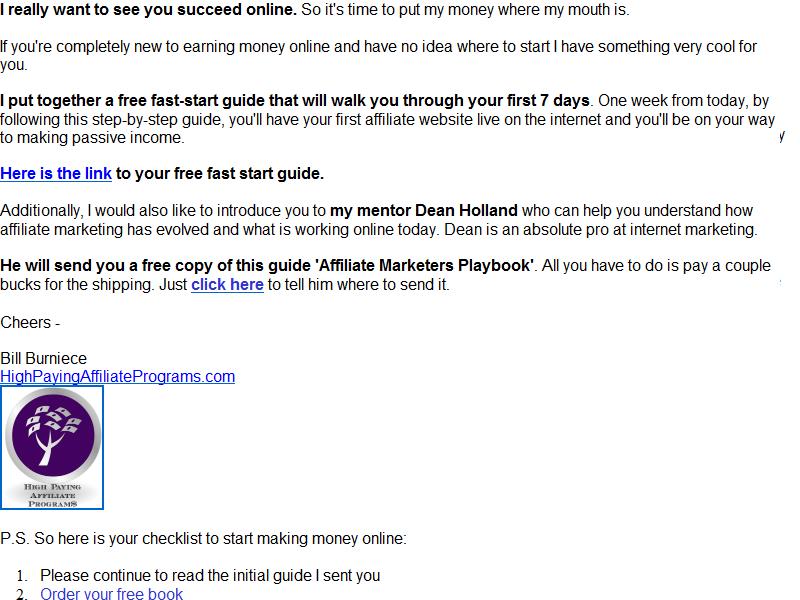 I really want to see you succeed online. So it's time to put my money where my mouth is.
If you're completely new to earning money online and have no idea where to start I have something very cool for
you.
I put together a free fast-start guide that will walk you through your first 7 days. One week from today, by
following this step-by-step guide, you'll have your first affiliate website live on the internet and you'll be on your way
to making passive income.
Here is the link to your free fast start guide.
Additionally, I would also like to introduce you to my mentor Dean Holland who can help you understand how
affiliate marketing has evolved and what is working online today. Dean is an absolute pro at internet marketing.
He will send you a free copy of this guide 'Affiliate Marketers Playbook'. All you have to do is pay a couple
bucks for the shipping. Just click here to tell him where to send it.
Cheers -
Bill Burniece
HighPayingAffiliatePrograms.com
High Paying
Affiliate
Programs
P.S. So here is your checklist to start making money online:
1. Please continue to read the initial guide I sent you
2. Order your free book